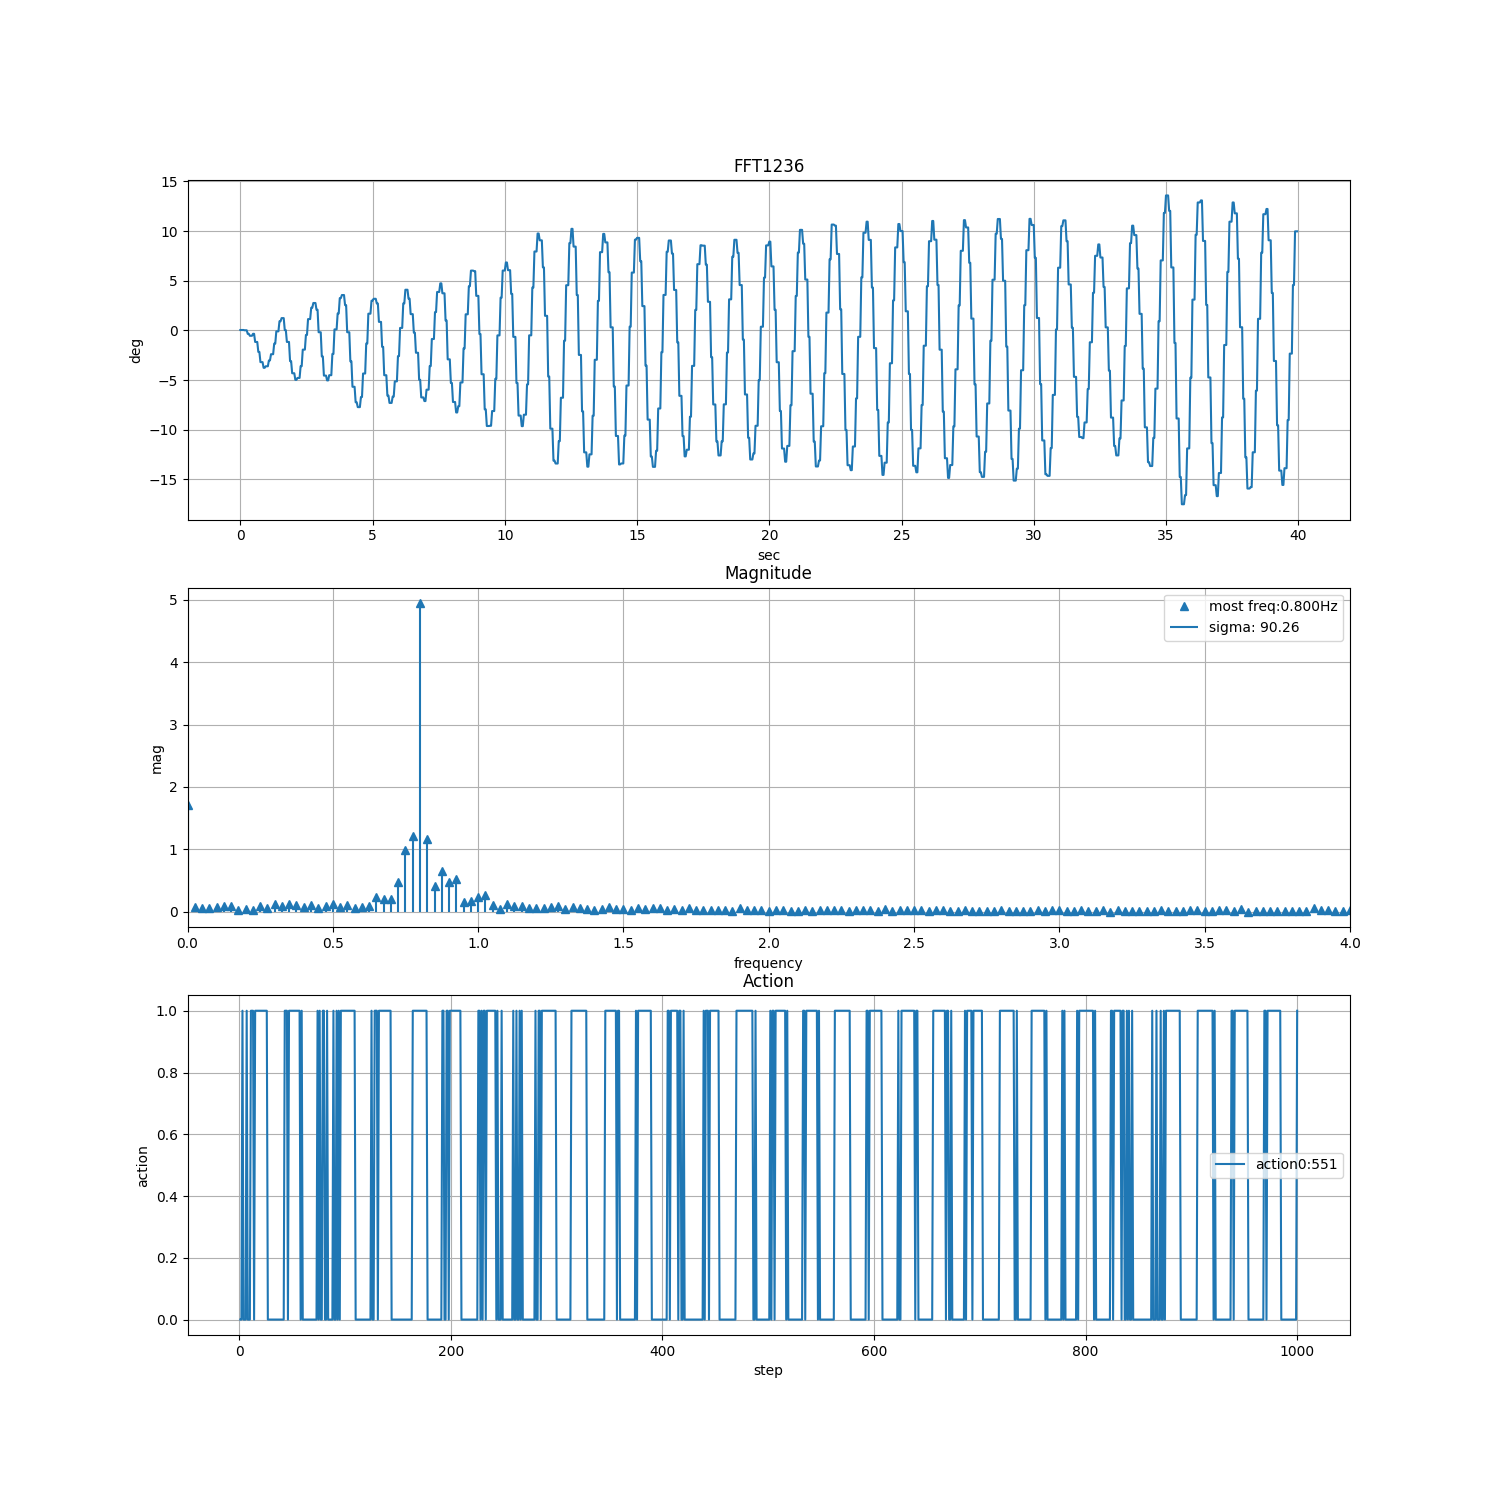 FFT1236
15
10
5
0
−5
−10
−15
deg
0 5 10 15 20 25 30 35 40
sec
Magnitude
5
4
3
2
1
0
mag
most freq:0.800Hz
sigma: 90.26
0.0 0.5 1.0 1.5 2.0 2.5 3.0 3.5 4.0
frequency
Action
1.0
0.8
0.6
0.4
0.2
0.0
action
action0:551
0 200 400 600 800 1000
step